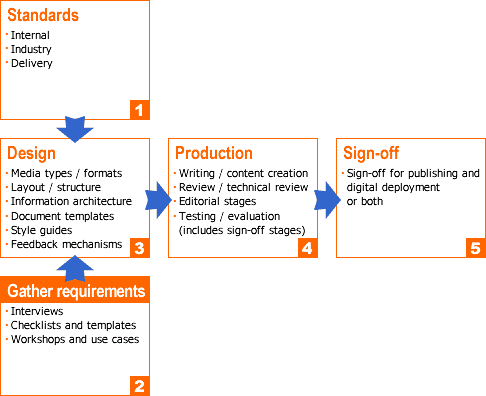 Standards
· Internal
· Industry
· Delivery
1
Design
· Media types / formats
· Layout / structure
· Information architecture
· Document templates
· Style guides
· Feedback mechanisms
3
Production
· Writing / content creation
· Review / technical review
· Editorial stages
· Testing / evaluation
(includes sign-off stages)
4
Sign-off
· Sign-off for publishing and
digital deployment
or both
5
Gather requirements
· Interviews
· Checklists and templates
· Workshops and use cases
2